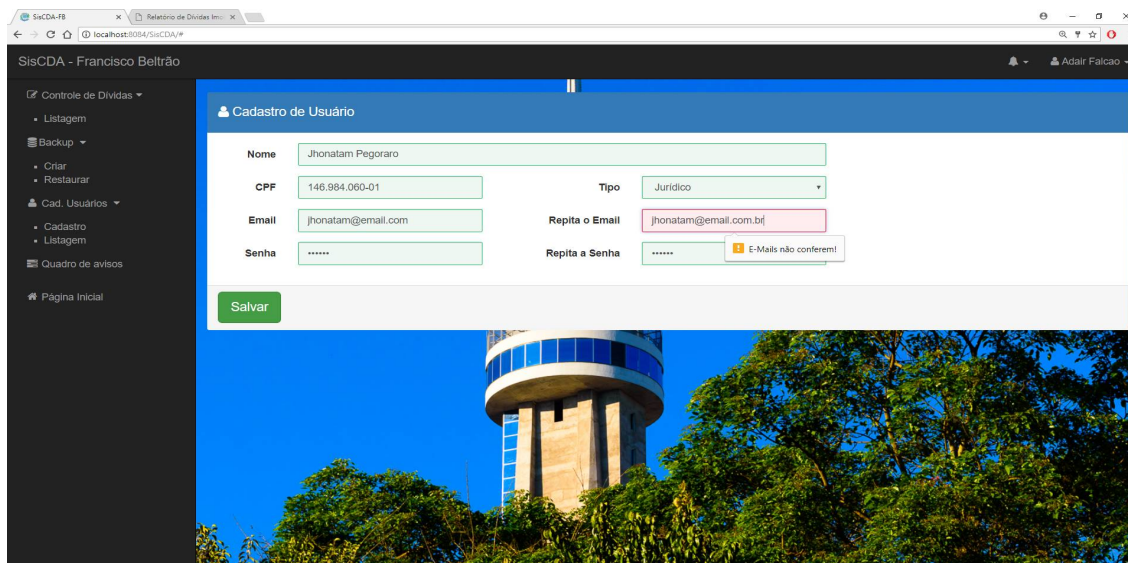 SisCDA-FB
Relatório de Dívidas Imo
localhost:8084/SisCDA/#
SisCDA - Francisco Beltrão
Adair Falcao
Controle de Dívidas
Listagem
Backup
Criar
Restaurar
Cad. Usuários
Cadastro
Listagem
Quadro de avisos
Página Inicial
Cadastro de Usuário
Nome Jhonatam Pegoraro
CPF 146.984.060-01 Tipo Jurídico
Email jhonatam@email.com Repita o Email jhonatam@email.com.br
E-Mails não conferem!
Senha •••••• Repita a Senha ••••••
Salvar